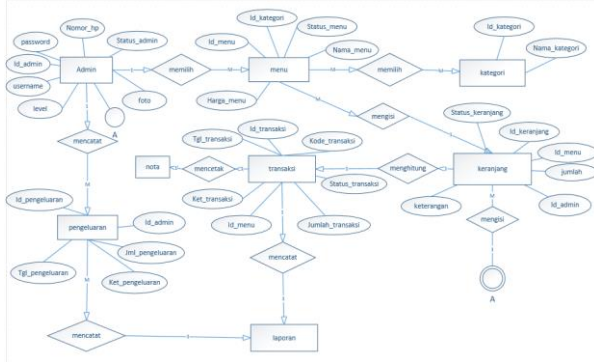 Nomor_hp
password
Status_admin
Id_admin
Admin
username
level
foto
A
memilih
Id_kategori
Status_menu
Id_menu
Nama_menu
menu
Harga_menu
memilih
Id_kategori
Nama_kategori
kategori
mencatat
mengisi
Status_keranjang
Id_keranjang
Id_menu
keranjang
jumlah
Id_admin
keterangan
mengisi
A
Id_transaksi
Tgl_transaksi
Kode_transaksi
nota
mencetak
transaksi
menghitung
Status_transaksi
Ket_transaksi
Id_menu
Jumlah_transaksi
Id_pengeluaran
Id_admin
pengeluaran
Jml_pengeluaran
Tgl_pengeluaran
Ket_pengeluaran
mencatat
mencatat
laporan